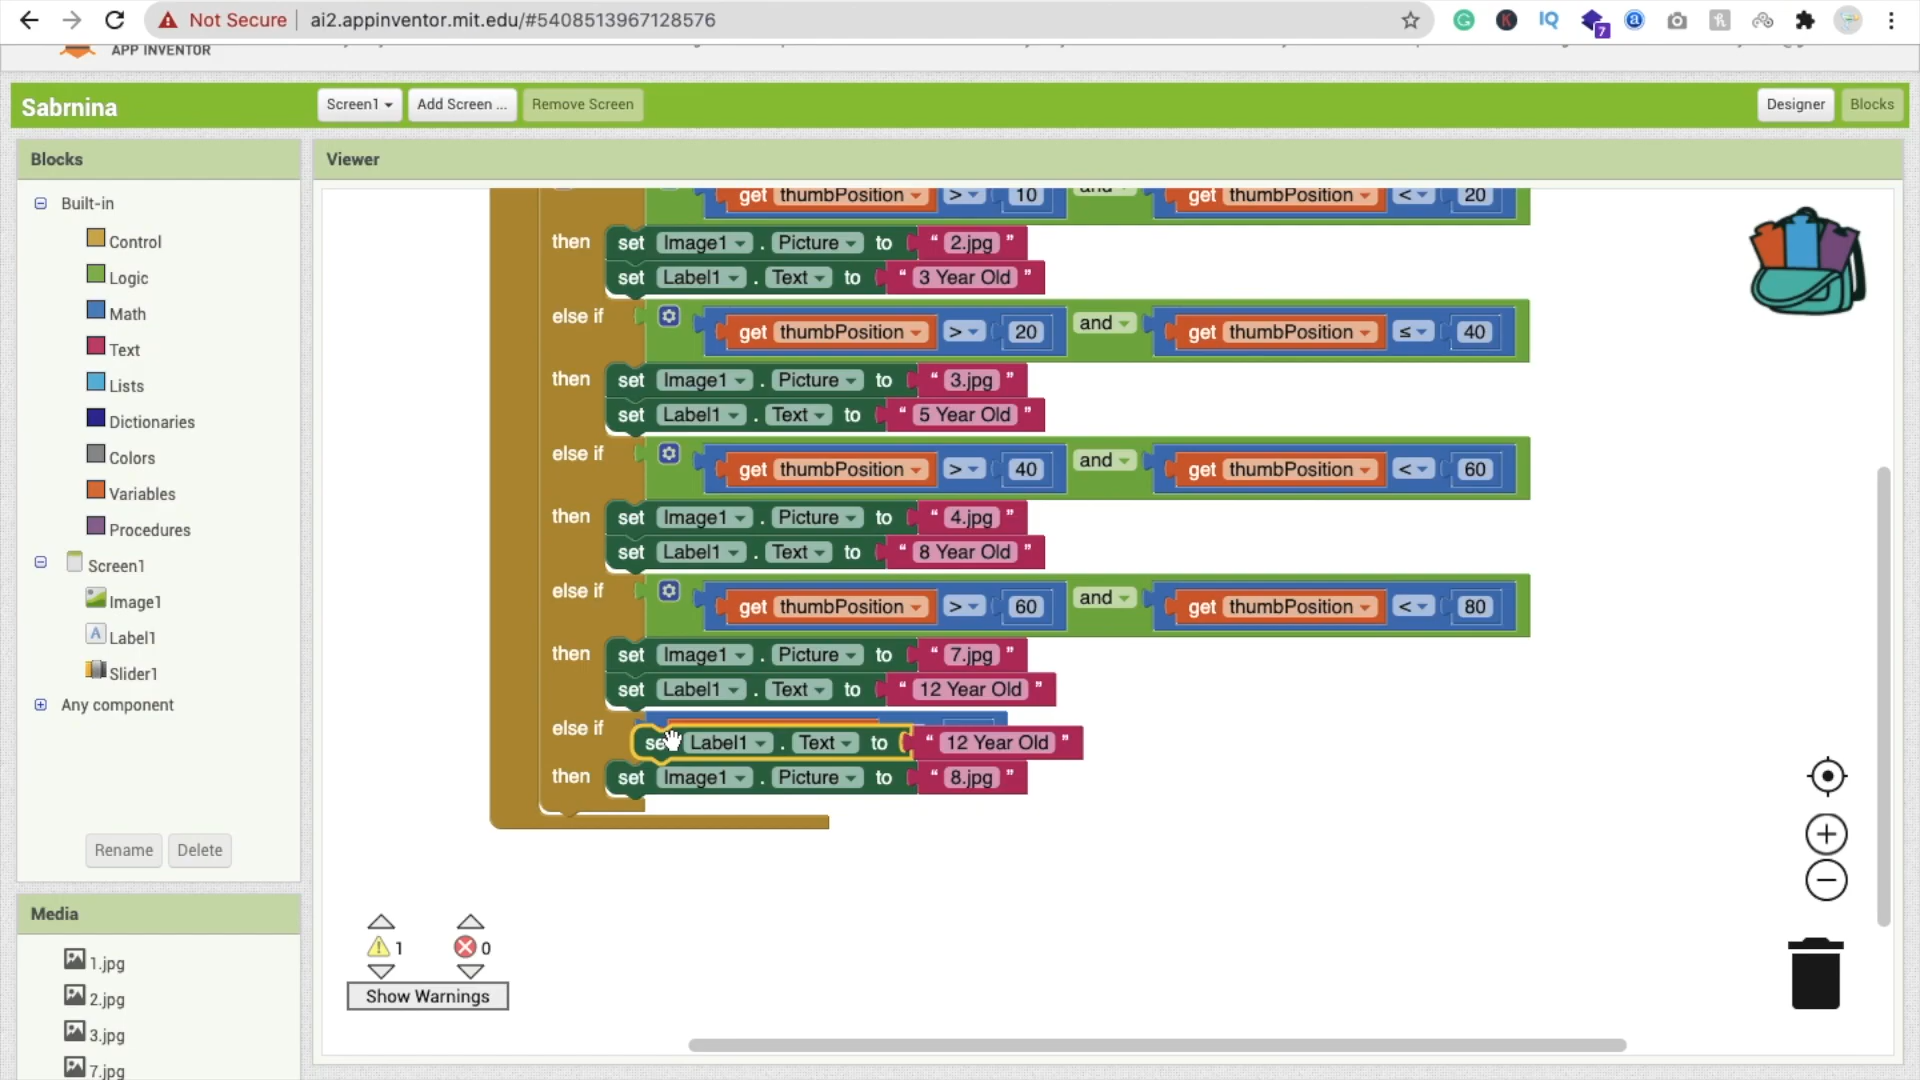 Not Secure | ai2.appinventor.mit.edu/#5408513967128576
IQ
7
APP INVENTOR
Sabrnina
Screen1
Add Screen ...
Remove Screen
Designer
Blocks
Blocks
Viewer
Built-in
Control
Logic
Math
Text
Lists
Dictionaries
Colors
Variables
Procedures
Screen1
Image1
Label1
Slider1
Any component
Rename
Delete
Media
1.jpg
2.jpg
3.jpg
7.jpg
get thumbPosition > 10 and get thumbPosition < 20
then set Image1 . Picture to “ 2.jpg ”
set Label1 . Text to “ 3 Year Old ”
else if get thumbPosition > 20 and get thumbPosition ≤ 40
then set Image1 . Picture to “ 3.jpg ”
set Label1 . Text to “ 5 Year Old ”
else if get thumbPosition > 40 and get thumbPosition < 60
then set Image1 . Picture to “ 4.jpg ”
set Label1 . Text to “ 8 Year Old ”
else if get thumbPosition > 60 and get thumbPosition < 80
then set Image1 . Picture to “ 7.jpg ”
set Label1 . Text to “ 12 Year Old ”
else if
Label1 . Text to “ 12 Year Old ”
then set Image1 . Picture to “ 8.jpg ”
1
0
Show Warnings